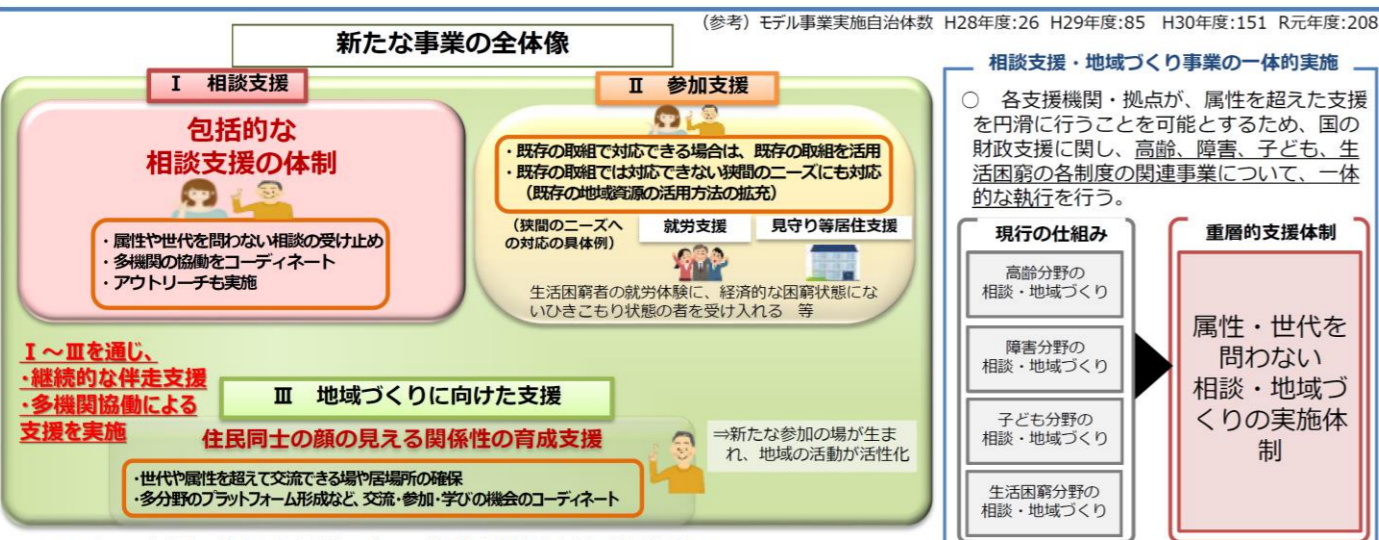 (参考)モデル事業実施自治体数 H28年度:26 H29年度:85 H30年度:151 R元年度:208
新たな事業の全体像
Ⅰ 相談支援
包括的な
相談支援の体制
・属性や世代を問わない相談の受け止め
・多機関の協働をコーディネート
・アウトリーチも実施
Ⅱ 参加支援
・既存の取組で対応できる場合は、既存の取組を活用
・既存の取組では対応できない狭間のニーズにも対応
(既存の地域資源の活用方法の拡充)
(狭間のニーズへ
の対応の具体例)
就労支援
見守り等居住支援
生活困窮者の就労体験に、経済的な困窮状態にな
いひきこもり状態の者を受け入れる 等
Ⅰ~Ⅲを通じ、
・継続的な伴走支援
・多機関協働による
支援を実施
Ⅲ 地域づくりに向けた支援
住民同士の顔の見える関係性の育成支援
・世代や属性を超えて交流できる場や居場所の確保
・多分野のプラットフォーム形成など、交流・参加・学びの機会のコーディネート
⇒新たな参加の場が生ま
れ、地域の活動が活性化
相談支援・地域づくり事業の一体的実施
○ 各支援機関・拠点が、属性を超えた支援
を円滑に行うことを可能とするため、国の
財政支援に関し、高齢、障害、子ども、生
活困窮の各制度の関連事業について、一体
的な執行を行う。
現行の仕組み
高齢分野の
相談・地域づくり
障害分野の
相談・地域づくり
子ども分野の
相談・地域づくり
生活困窮分野の
相談・地域づくり
重層的支援体制
属性・世代を
問わない
相談・地域づ
くりの実施体
制